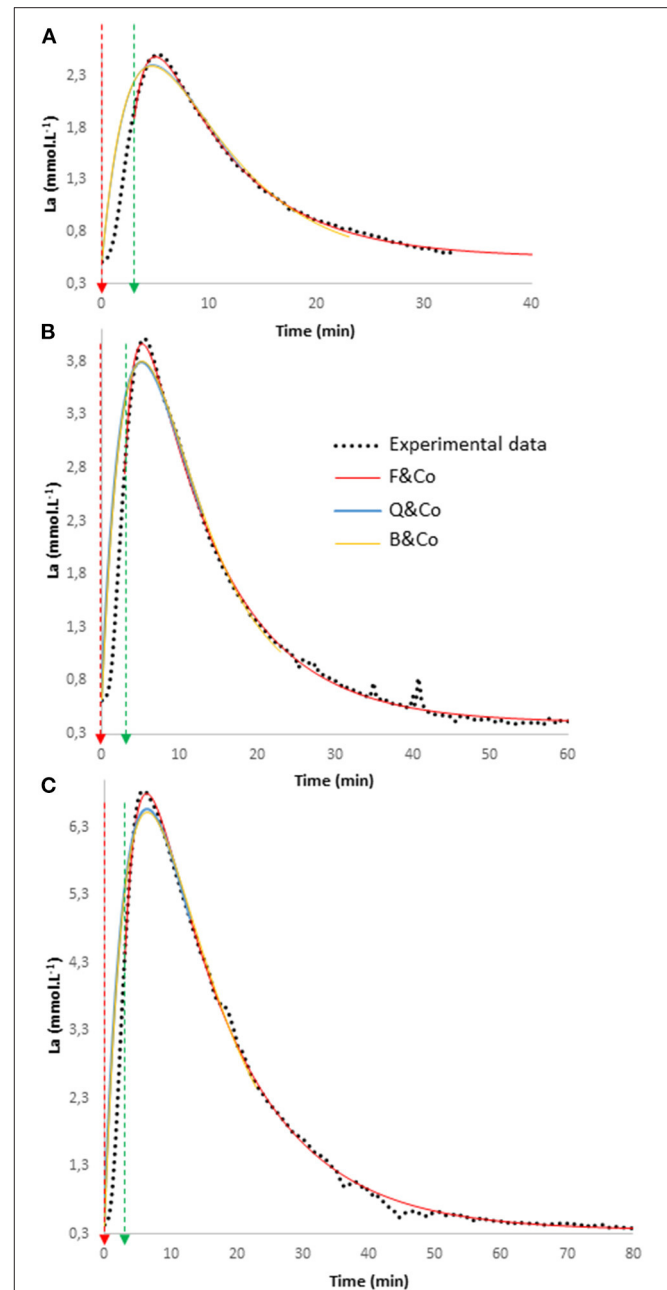 A
La (mmol.L-1)
2,3
1,8
1,3
0,8
0,3
0 10 20 30 40
Time (min)
B
La (mmol.L-1)
3,8
3,3
2,8
2,3
1,8
1,3
0,8
0,3
Experimental data
F&Co
Q&Co
B&Co
0 10 20 30 40 50 60
Time (min)
C
La (mmol.L-1)
6,3
5,3
4,3
3,3
2,3
1,3
0,3
0 10 20 30 40 50 60 70 80
Time (min)